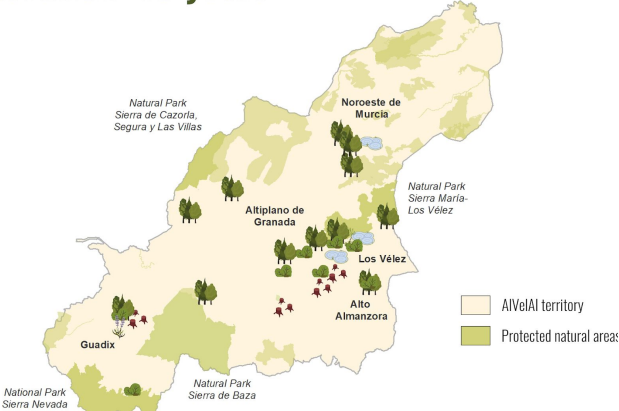 Noroeste de
Murcia
Natural Park
Sierra de Cazorla,
Segura y Las Villas
Natural Park
Sierra María-
Los Vélez
Altiplano de
Granada
Los Vélez
Alto
Almanzora
AlVelAl territory
Protected natural areas
Guadix
Natural Park
Sierra de Baza
National Park
Sierra Nevada